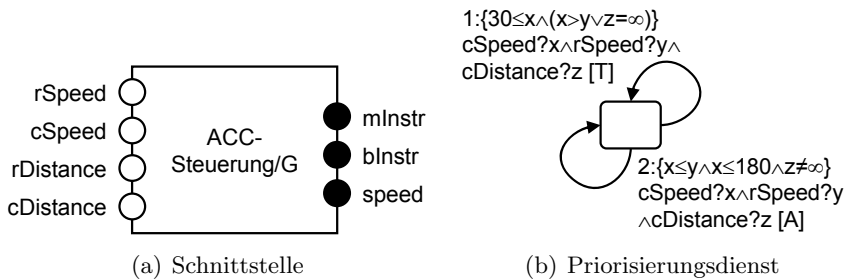 1:{30≤x∧(x>y∨z=∞)}
cSpeed?x∧rSpeed?y∧
cDistance?z [T]
rSpeed
cSpeed
rDistance
cDistance
ACC-
Steuerung/G
mInstr
bInstr
speed
2:{x≤y∧x≤180∧z≠∞}
cSpeed?x∧rSpeed?y
∧cDistance?z [A]
(a) Schnittstelle
(b) Priorisierungsdienst